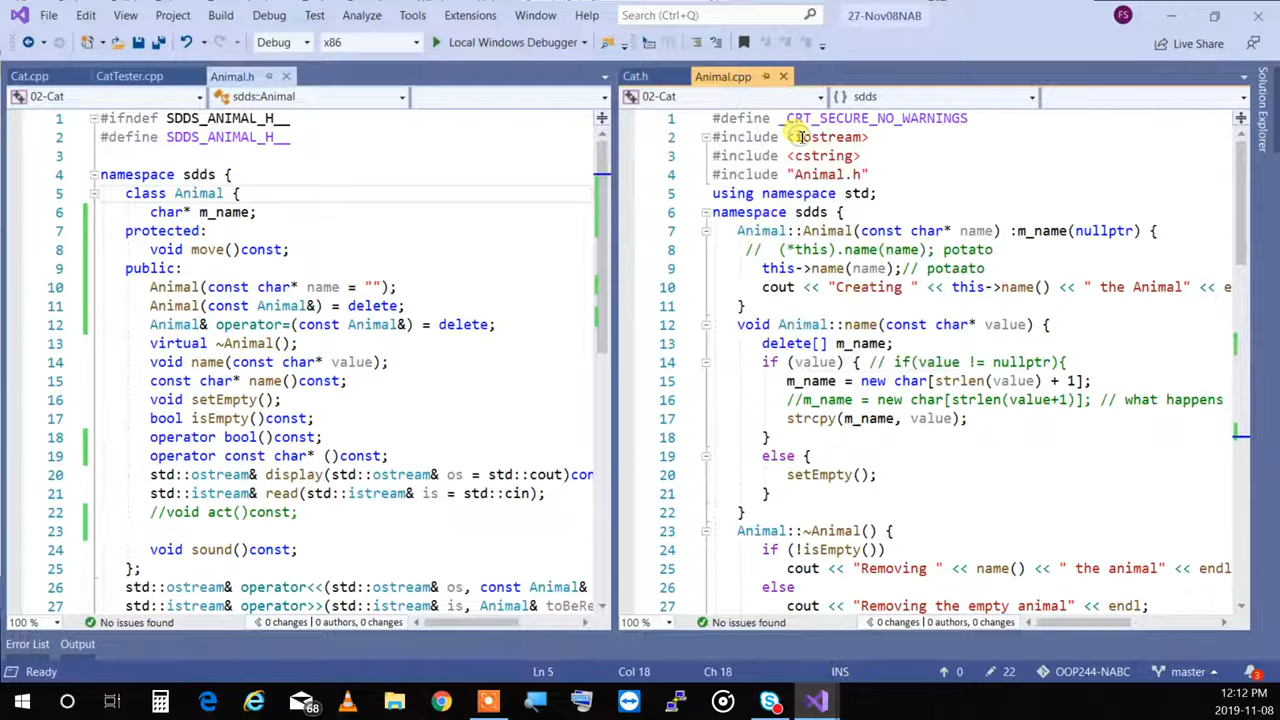 File Edit View Project Build Debug Test Analyze Tools Extensions Window Help Search (Ctrl+Q) 27-Nov08NAB FS
Debug x86 Local Windows Debugger Live Share
Cat.cpp CatTester.cpp Animal.h
02-Cat sdds::Animal
1 #ifndef SDDS_ANIMAL_H__
2 #define SDDS_ANIMAL_H__
3
4 namespace sdds {
5 class Animal {
6 char* m_name;
7 protected:
8 void move()const;
9 public:
10 Animal(const char* name = "");
11 Animal(const Animal&) = delete;
12 Animal& operator=(const Animal&) = delete;
13 virtual ~Animal();
14 void name(const char* value);
15 const char* name()const;
16 void setEmpty();
17 bool isEmpty()const;
18 operator bool()const;
19 operator const char* ()const;
20 std::ostream& display(std::ostream& os = std::cout)con
21 std::istream& read(std::istream& is = std::cin);
22 //void act()const;
23
24 void sound()const;
25 };
26 std::ostream& operator<<(std::ostream& os, const Animal&
27 std::istream& operator>>(std::istream& is, Animal& toBeRe
100 % No issues found 0 changes | 0 authors, 0 changes
Cat.h Animal.cpp
02-Cat {} sdds
1 #define _CRT_SECURE_NO_WARNINGS
2 #include <iostream>
3 #include <cstring>
4 #include "Animal.h"
5 using namespace std;
6 namespace sdds {
7 Animal::Animal(const char* name) :m_name(nullptr) {
8 // (*this).name(name); potato
9 this->name(name);// potaato
10 cout << "Creating " << this->name() << " the Animal" << e
11 }
12 void Animal::name(const char* value) {
13 delete[] m_name;
14 if (value) { // if(value != nullptr){
15 m_name = new char[strlen(value) + 1];
16 //m_name = new char[strlen(value+1)]; // what happens
17 strcpy(m_name, value);
18 }
19 else {
20 setEmpty();
21 }
22 }
23 Animal::~Animal() {
24 if (!isEmpty())
25 cout << "Removing " << name() << " the animal" << endl
26 else
27 cout << "Removing the empty animal" << endl;
100 % No issues found 0 changes | 0 authors, 0 changes
Solution Explorer
Error List Output
Ready Ln 5 Col 18 Ch 18 INS 0 22 OOP244-NABC master 3
68
12:12 PM
2019-11-08